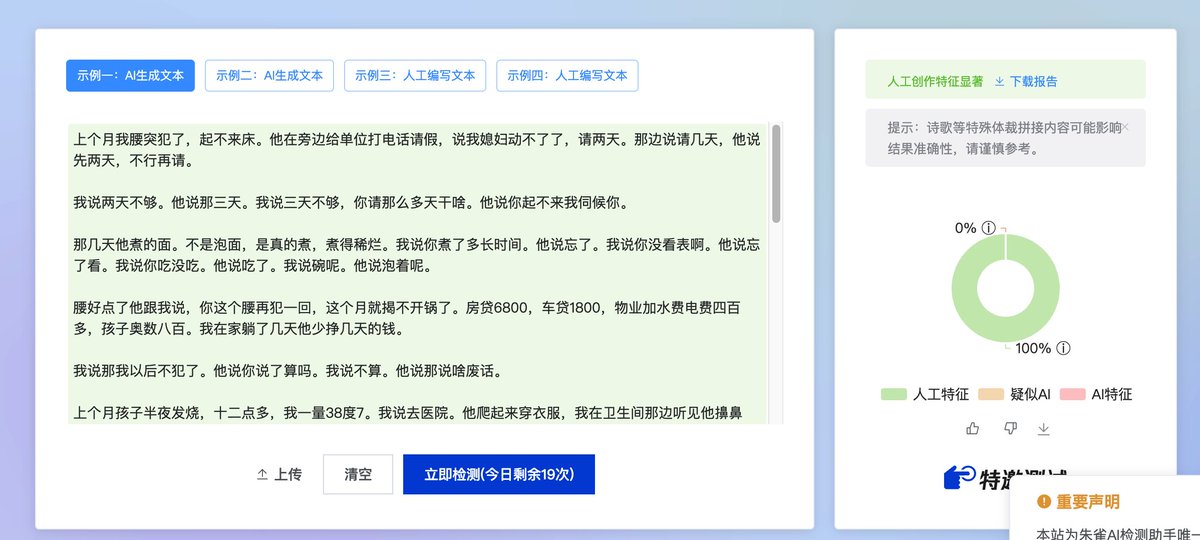 示例一：AI生成文本
示例二：AI生成文本
示例三：人工编写文本
示例四：人工编写文本
上个月我腰突犯了，起不来床。他在旁边给单位打电话请假，说我媳妇动不了了，请两天。那边说请几天，他说
先两天，不行再请。
我说两天不够。他说那三天。我说三天不够，你请那么多天干啥。他说你起不来我伺候你。
那几天他煮的面。不是泡面，是真的煮，煮得稀烂。我说你煮了多长时间。他说忘了。我说你没看表啊。他说忘
了看。我说你吃没吃。他说吃了。我说碗呢。他说泡着呢。
腰好点了他跟我说，你这个腰再犯一回，这个月就揭不开锅了。房贷6800，车贷1800，物业加水费电费四百
多，孩子奥数八百。我在家躺了几天他少挣几天的钱。
我说那我以后不犯了。他说你说了算吗。我说不算。他说那说啥废话。
上个月孩子半夜发烧，十二点多，我一量38度7。我说去医院。他爬起来穿衣服，我在卫生间那边听见他擤鼻
上传
清空
立即检测(今日剩余19次)
人工创作特征显著
下载报告
提示：诗歌等特殊体裁拼接内容可能影响
结果准确性，请谨慎参考。
0%
100%
人工特征
疑似AI
AI特征
特邀测试
重要声明
本站为朱雀AI检测助手唯一